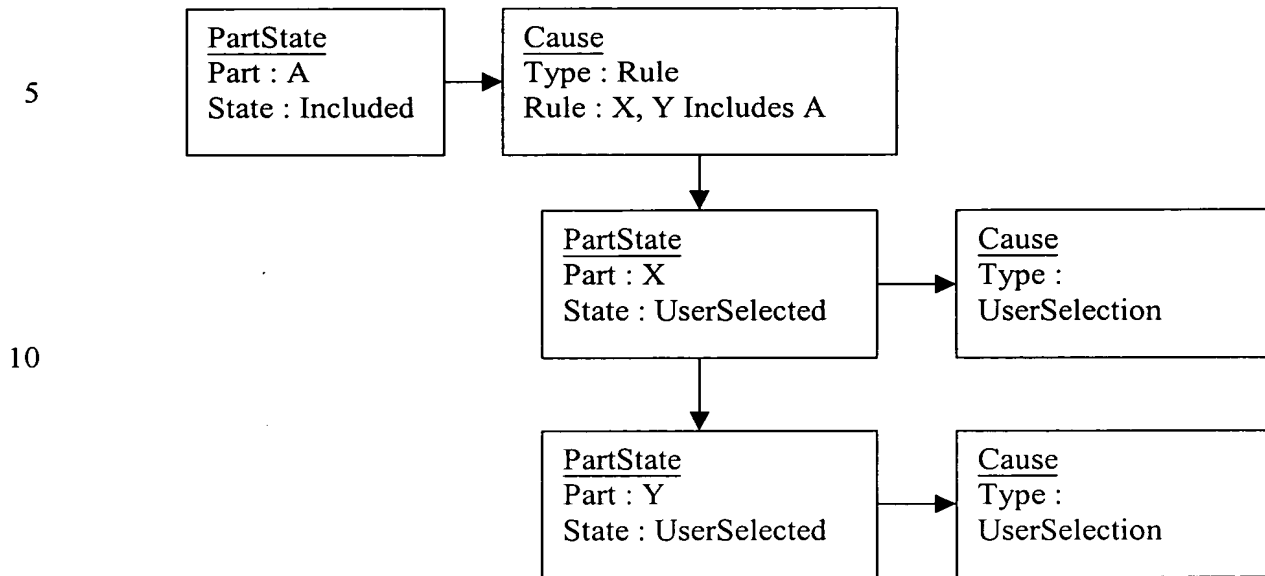 PartState
Part : A
State : Included
Cause
Type : Rule
Rule : X, Y Includes A
5
PartState
Part : X
State : UserSelected
Cause
Type :
UserSelection
10
PartState
Part : Y
State : UserSelected
Cause
Type :
UserSelection